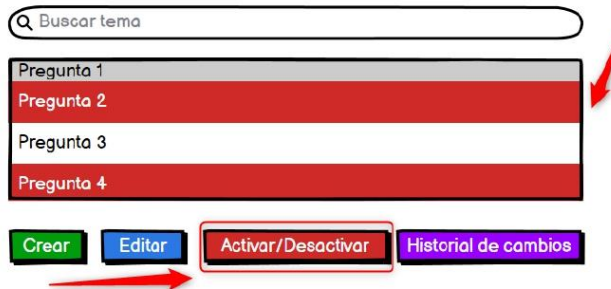 Buscar tema
Pregunta 1
Pregunta 2
Pregunta 3
Pregunta 4
Crear Editar Activar/Desactivar Historial de cambios